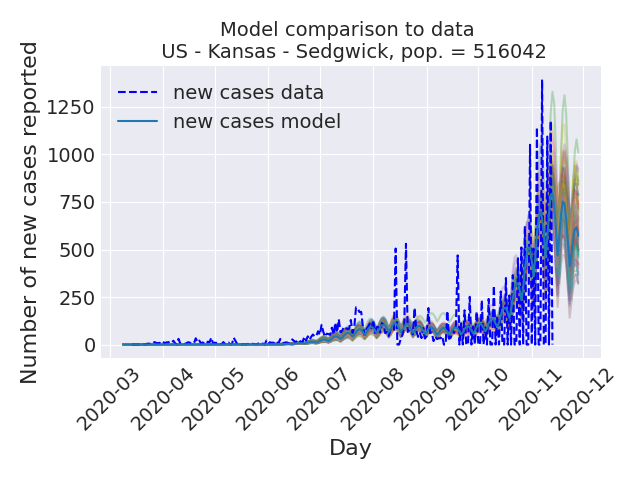 Model comparison to data
US - Kansas - Sedgwick, pop. = 516042
new cases data
new cases model
Number of new cases reported
1250
1000
750
500
250
0
2020-03
2020-04
2020-05
2020-06
2020-07
2020-08
2020-09
2020-10
2020-11
2020-12
Day